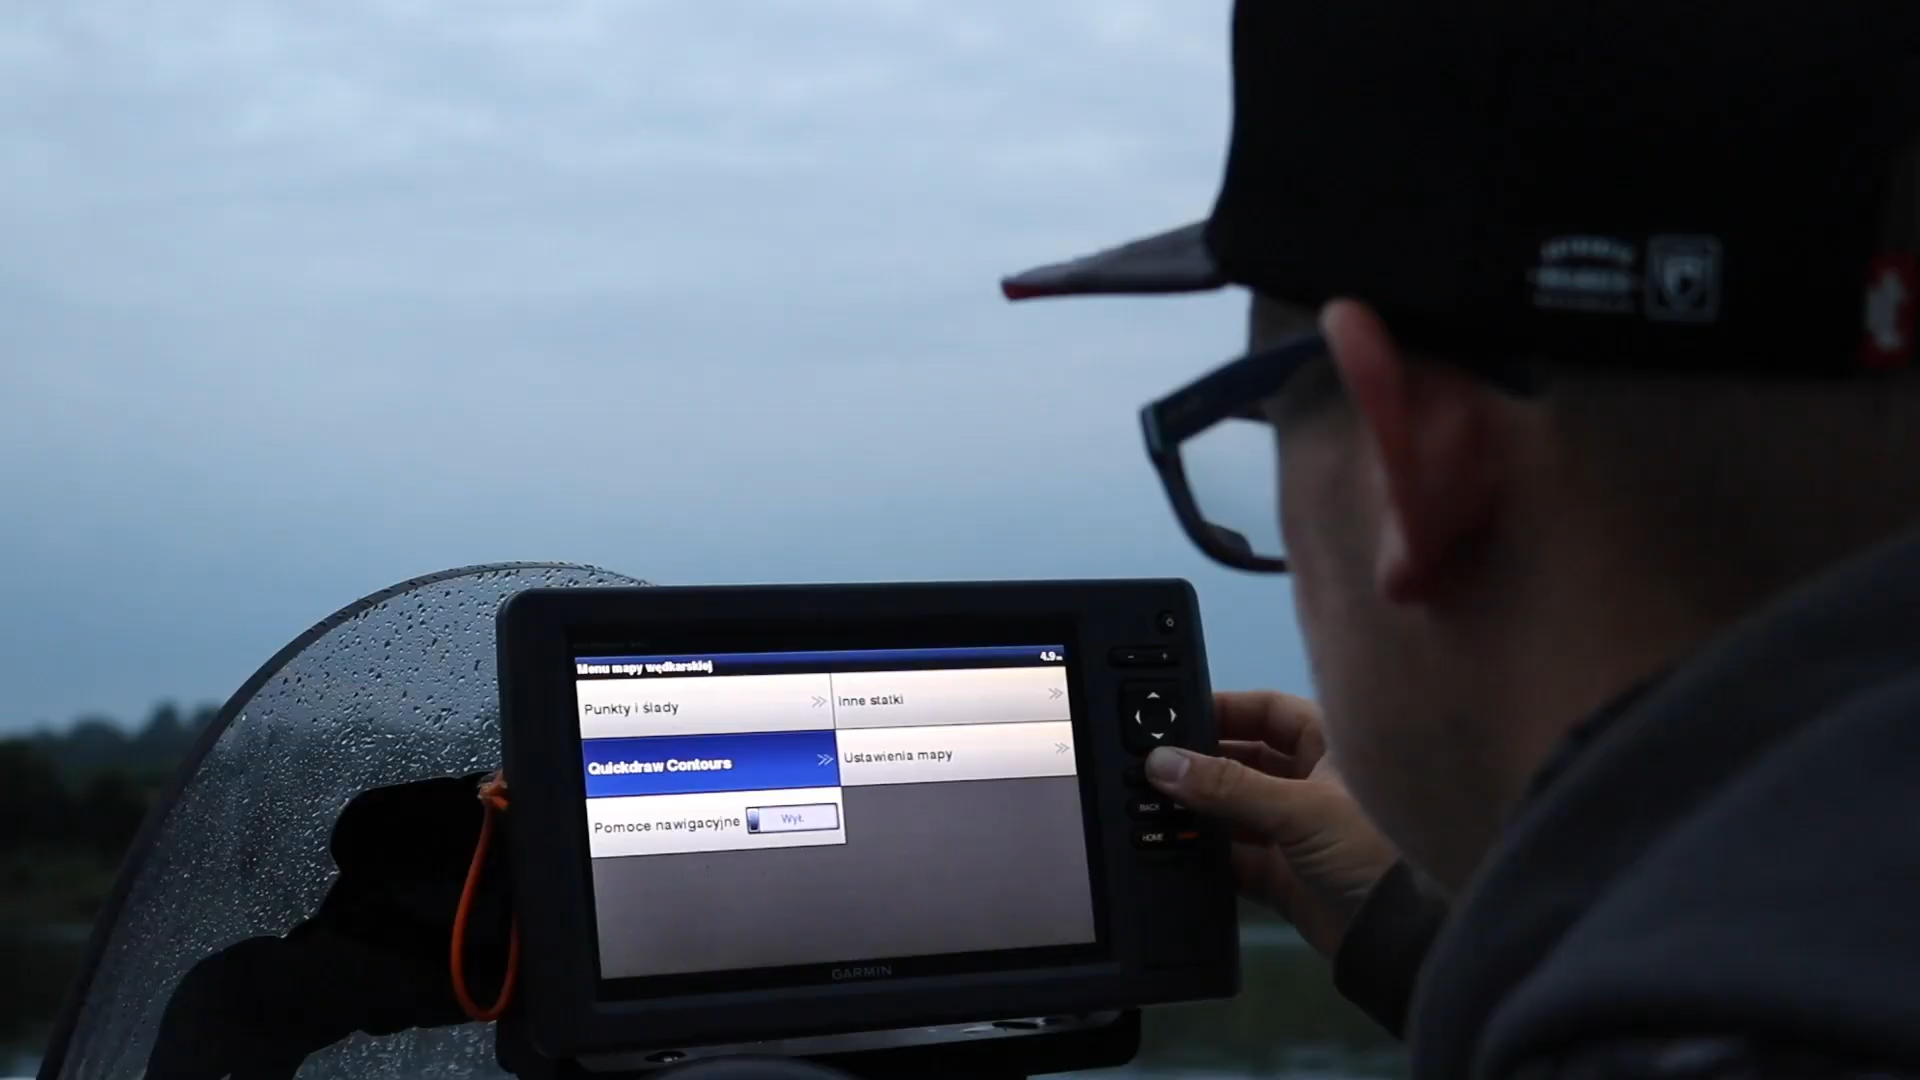 Menu mapy wędkarskiej
4.9 m
Punkty i ślady
Inne statki
Quickdraw Contours
Ustawienia mapy
Pomoce nawigacyjne
Wył.
BACK
HOME
GARMIN